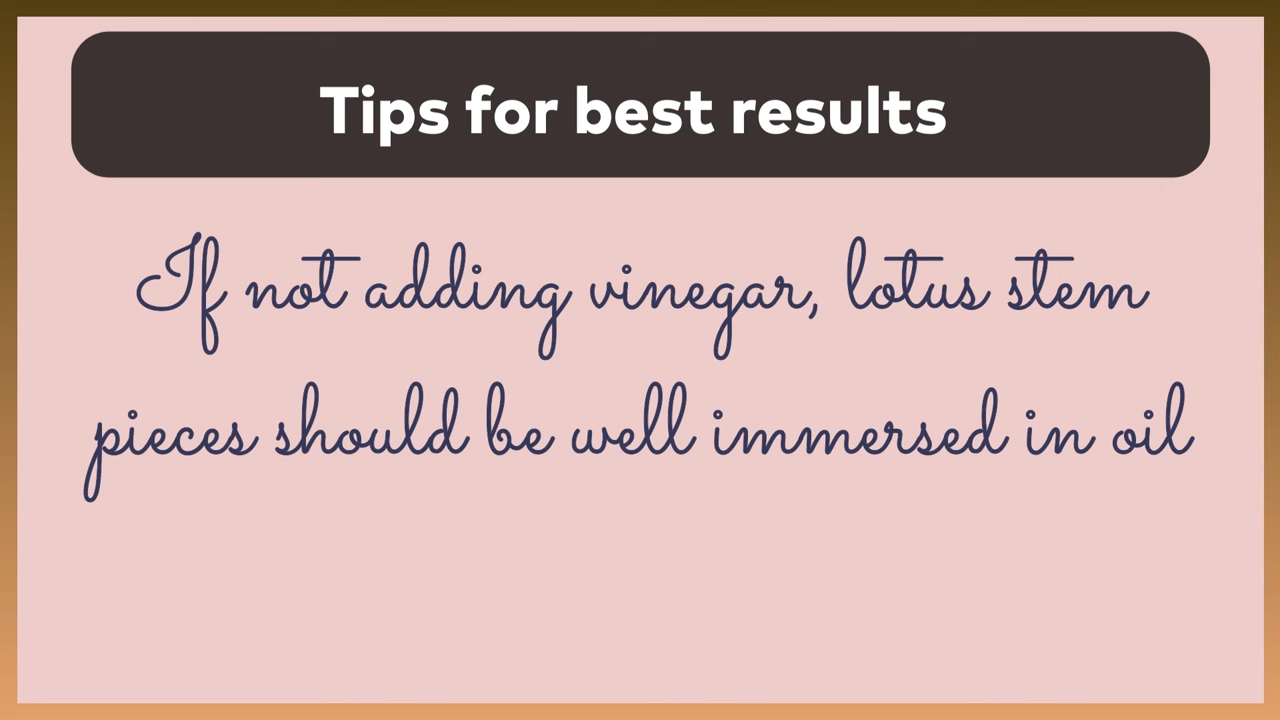 Tips for best results
If not adding vinegar, lotus stem
pieces should be well immersed in oil